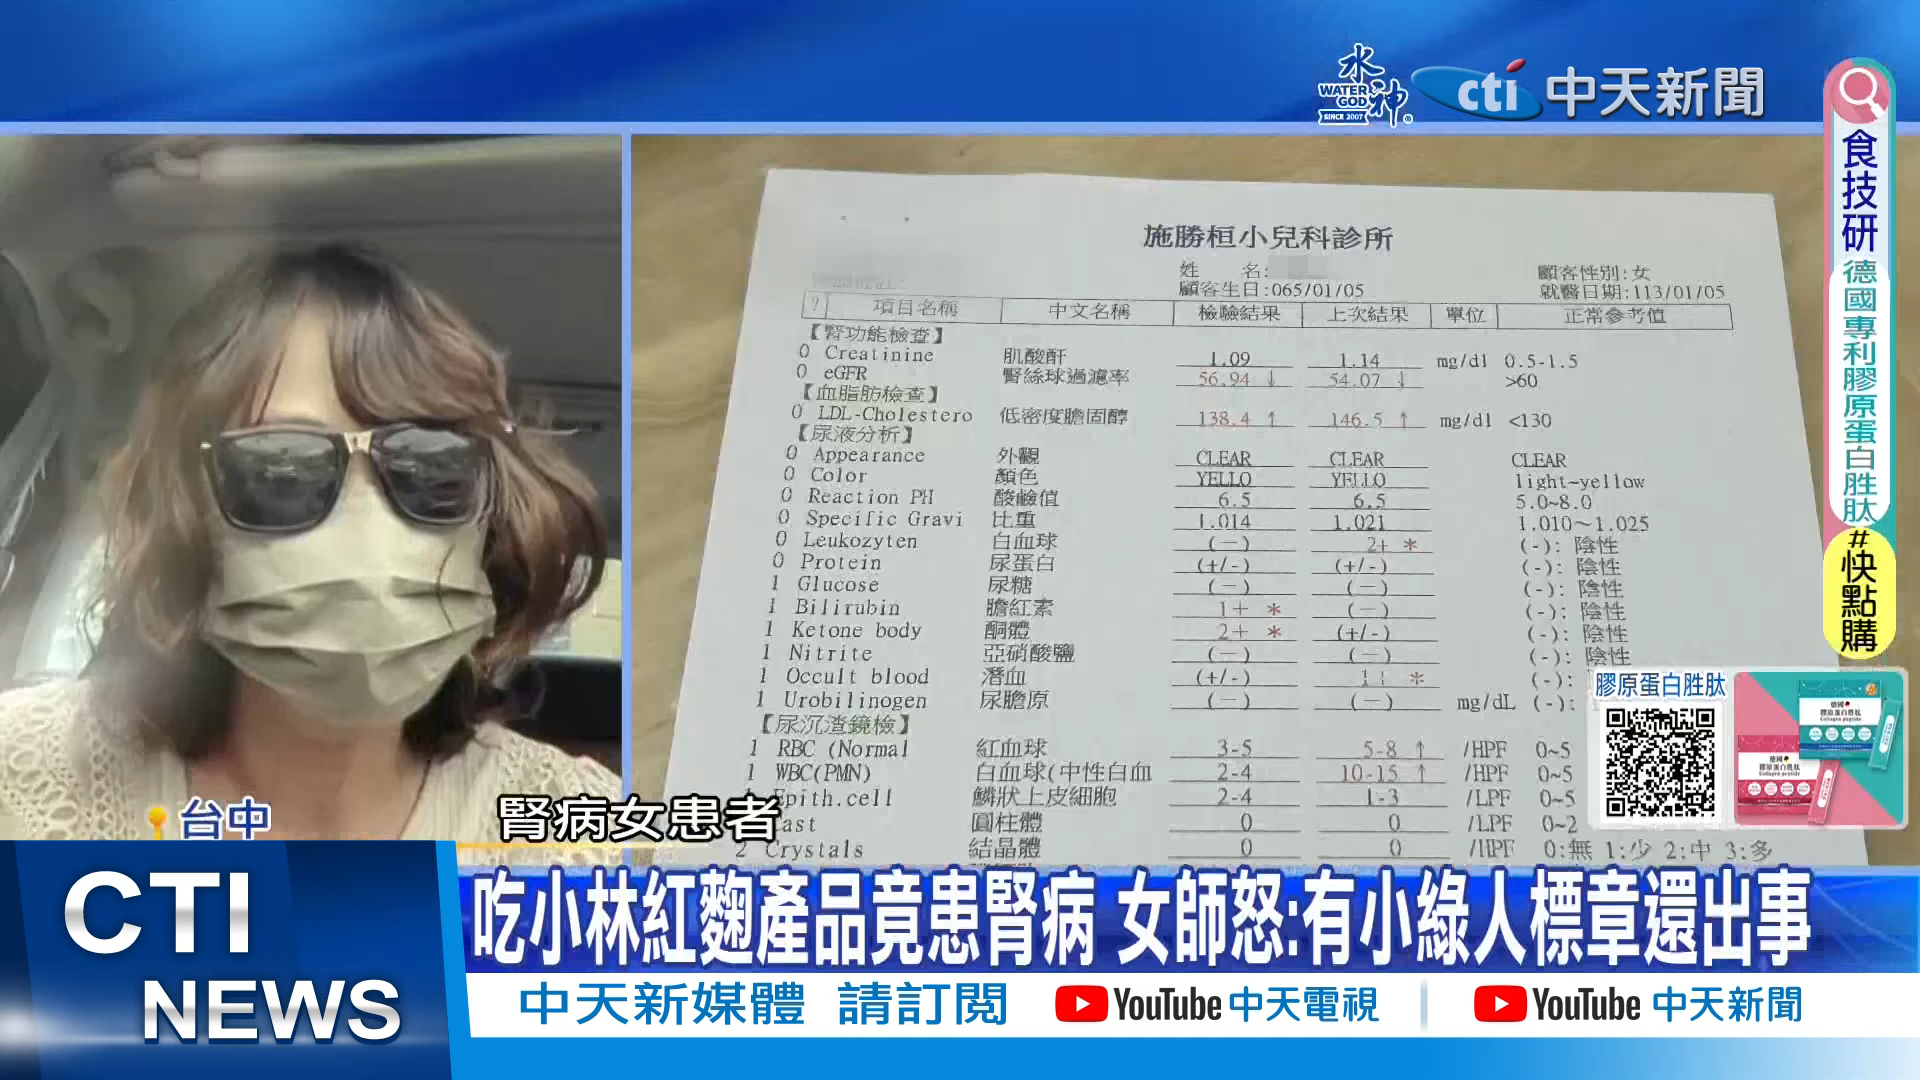 水神
WATER GOD
SINCE 2007
cti 中天新聞
食技研
德國專利膠原蛋白胜肽
#快點購
膠原蛋白胜肽
施勝桓小兒科診所
姓 名:
顧客性別:女
顧客生日:065/01/05
就醫日期:113/01/05
項目名稱 中文名稱 檢驗結果 上次結果 單位 正常參考值
【腎功能檢查】
0 Creatinine 肌酸酐 1.09 1.14 mg/dl 0.5-1.5
0 eGFR 腎絲球過濾率 56.94 ↓ 54.07 ↓ >60
【血脂肪檢查】
0 LDL-Cholestero 低密度膽固醇 138.4 ↑ 146.5 ↑ mg/dl <130
【尿液分析】
0 Appearance 外觀 CLEAR CLEAR CLEAR
0 Color 顏色 YELLO YELLO light~yellow
0 Reaction PH 酸鹼值 6.5 6.5 5.0~8.0
0 Specific Gravi 比重 1.014 1.021 1.010~1.025
0 Leukozyten 白血球 (－) 2+ * (-): 陰性
0 Protein 尿蛋白 (+/-) (+/-) (-): 陰性
1 Glucose 尿糖 (－) (－) (-): 陰性
1 Bilirubin 膽紅素 1+ * (－) (-): 陰性
1 Ketone body 酮體 2+ * (+/-) (-): 陰性
1 Nitrite 亞硝酸鹽 (－) (－) (-): 陰性
1 Occult blood 潛血 (+/-) 1+ * (-):
1 Urobilinogen 尿膽原 (－) (－) mg/dL (-):
【尿沉渣鏡檢】
1 RBC (Normal 紅血球 3-5 5-8 ↑ /HPF 0~5
1 WBC(PMN) 白血球(中性白血 2-4 10-15 ↑ /HPF 0~5
Epith.cell 鱗狀上皮細胞 2-4 1-3 /LPF 0~5
ast 圓柱體 0 0 /LPF 0~2
2 Crystals 結晶體 0 0 /HPF 0:無 1:少 2:中 3:多
台中
腎病女患者
吃小林紅麴產品竟患腎病 女師怒:有小綠人標章還出事
CTI NEWS
中天新媒體 請訂閱 YouTube 中天電視 YouTube 中天新聞